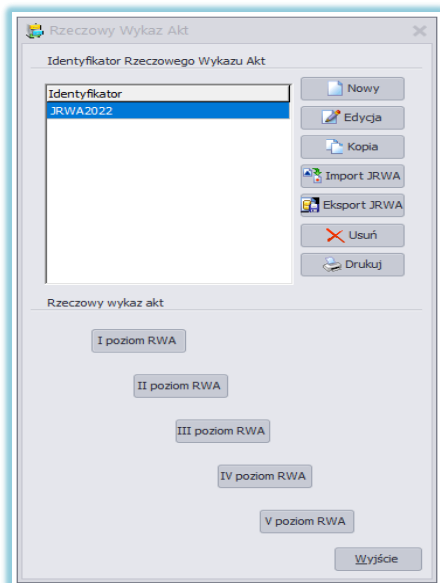 Rzeczowy Wykaz Akt
Identyfikator Rzeczowego Wykazu Akt
Identyfikator
JRWA2022
Nowy
Edycja
Kopia
Import JRWA
Eksport JRWA
Usuń
Drukuj
Rzeczowy wykaz akt
I poziom RWA
II poziom RWA
III poziom RWA
IV poziom RWA
V poziom RWA
Wyjście